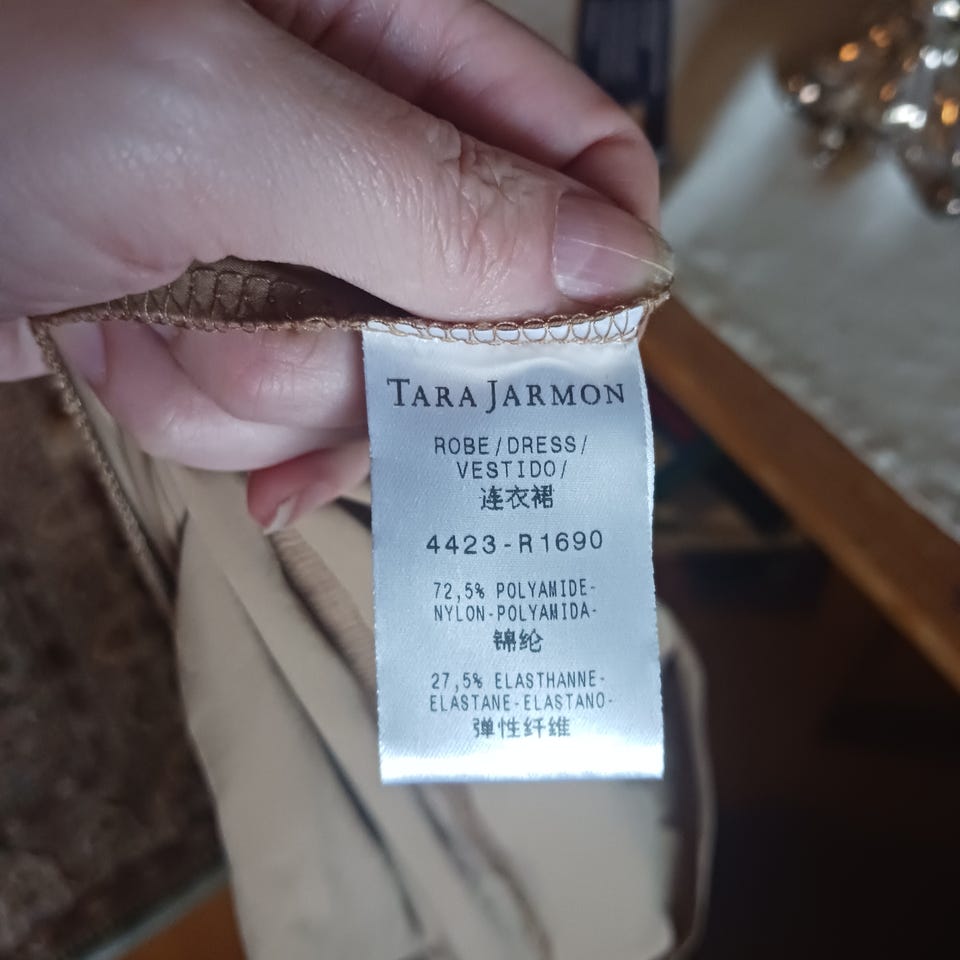 TARA JARMON
ROBE/DRESS/
VESTIDO/
连衣裙
4423-R1690
72,5% POLYAMIDE-
NYLON-POLYAMIDA-
锦纶
27,5% ELASTHANNE-
ELASTANE-ELASTANO-
弹性纤维